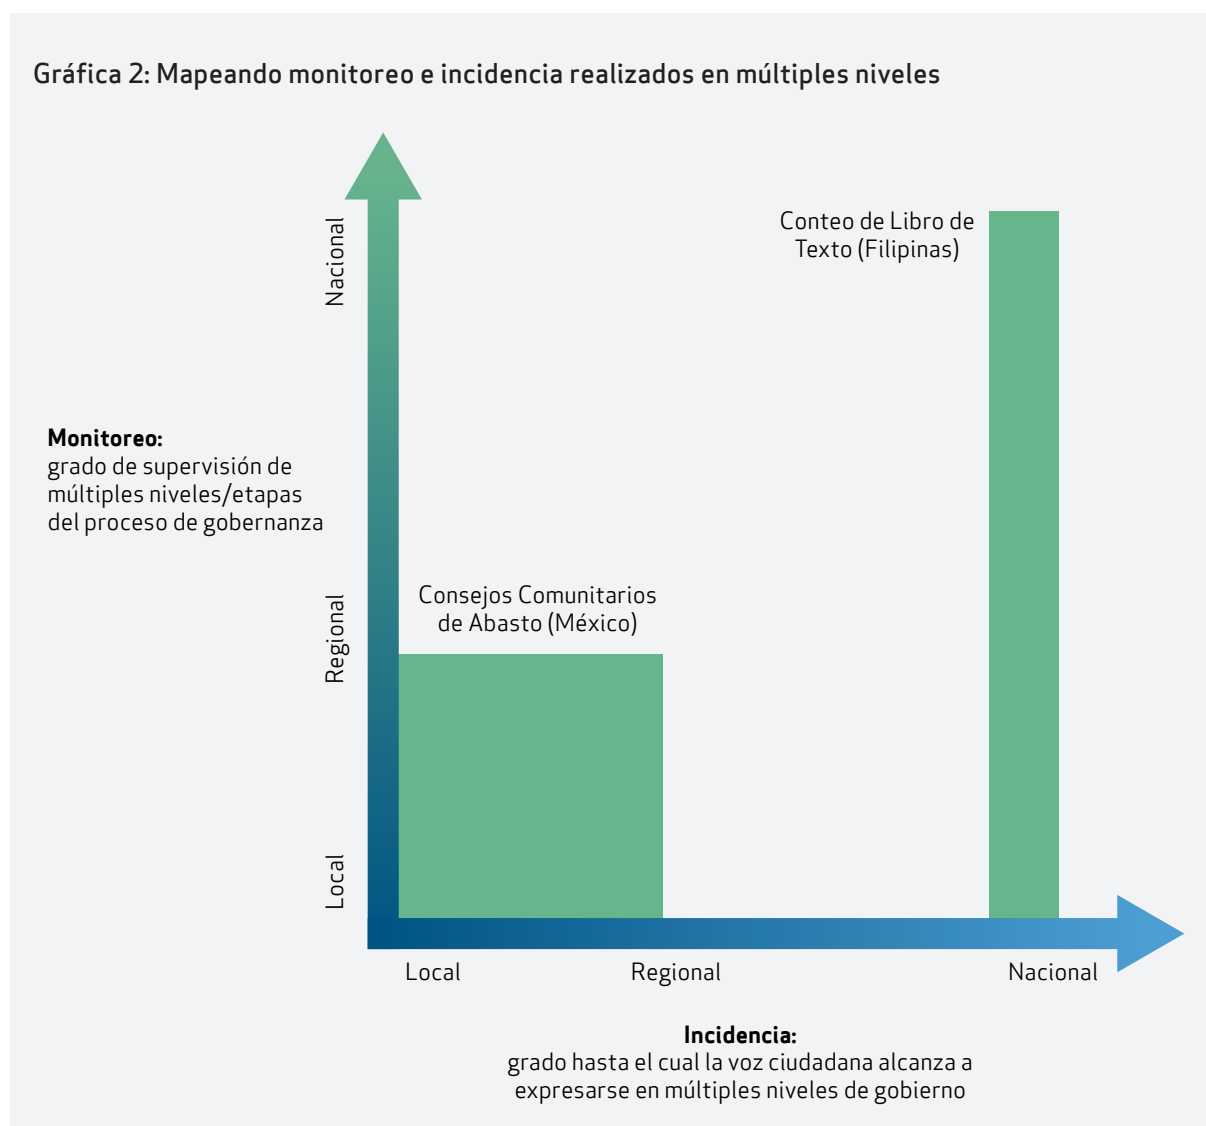 Gráfica 2: Mapeando monitoreo e incidencia realizados en múltiples niveles
Nacional
Conteo de Libro de
Texto (Filipinas)
Monitoreo:
grado de supervisión de
múltiples niveles/etapas
del proceso de gobernanza
Regional
Consejos Comunitarios
de Abasto (México)
Local
Local
Regional
Nacional
Incidencia:
grado hasta el cual la voz ciudadana alcanza a
expresarse en múltiples niveles de gobierno